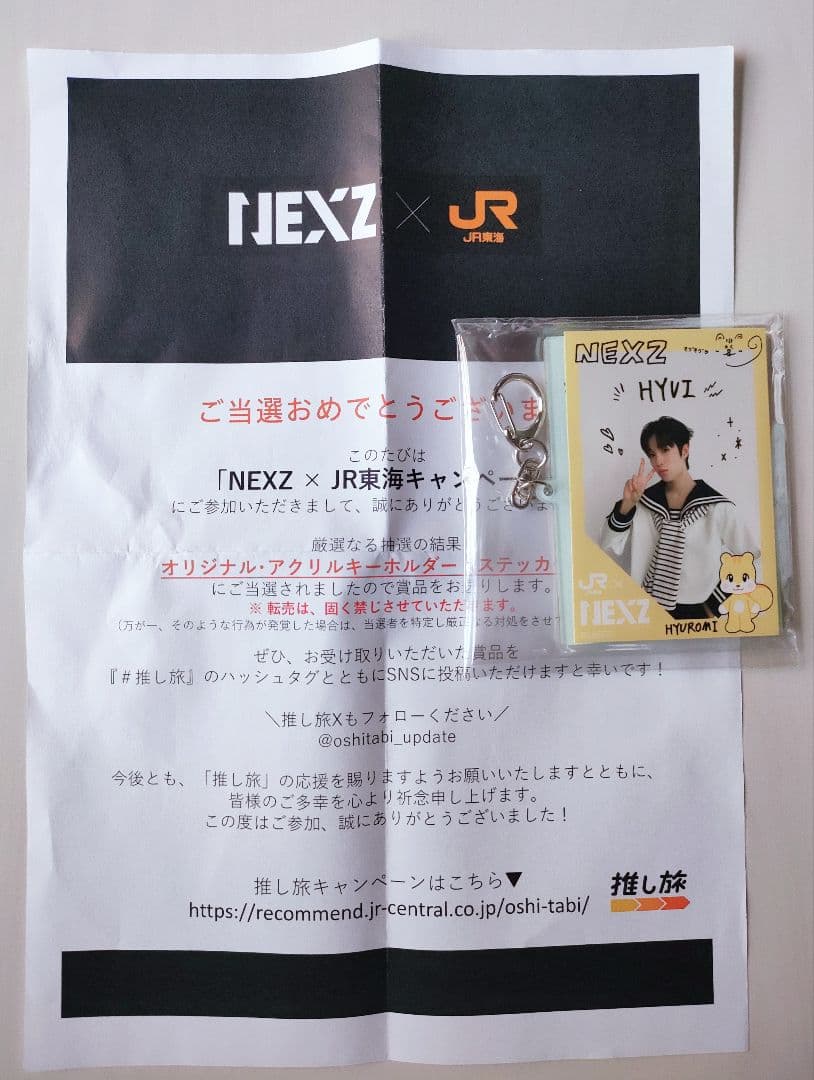 NEXZ × JR
JR東海
ご当選おめでとうございま
このたびは
「NEXZ × JR東海キャンペー
にご参加いただきまして、誠にありがとうございま
厳選なる抽選の結果
オリジナル・アクリルキーホルダー ステッカ
にご当選されましたので賞品をお送りします。
※ 転売は、固く禁じさせていただきます。
（万が一、そのような行為が発覚した場合は、当選者を特定し厳正なる対処をさせて
ぜひ、お受け取りいただいた賞品を
『＃推し旅』のハッシュタグとともにSNSに投稿いただけますと幸いです！
＼推し旅Xもフォローください／
@oshitabi_update
今後とも、「推し旅」の応援を賜りますようお願いいたしますとともに、
皆様のご多幸を心より祈念申し上げます。
この度はご参加、誠にありがとうございました！
推し旅キャンペーンはこちら▼
https://recommend.jr-central.co.jp/oshi-tabi/
推し旅
NEXZ
HYUI
JR ×
NEXZ
HYUROMI